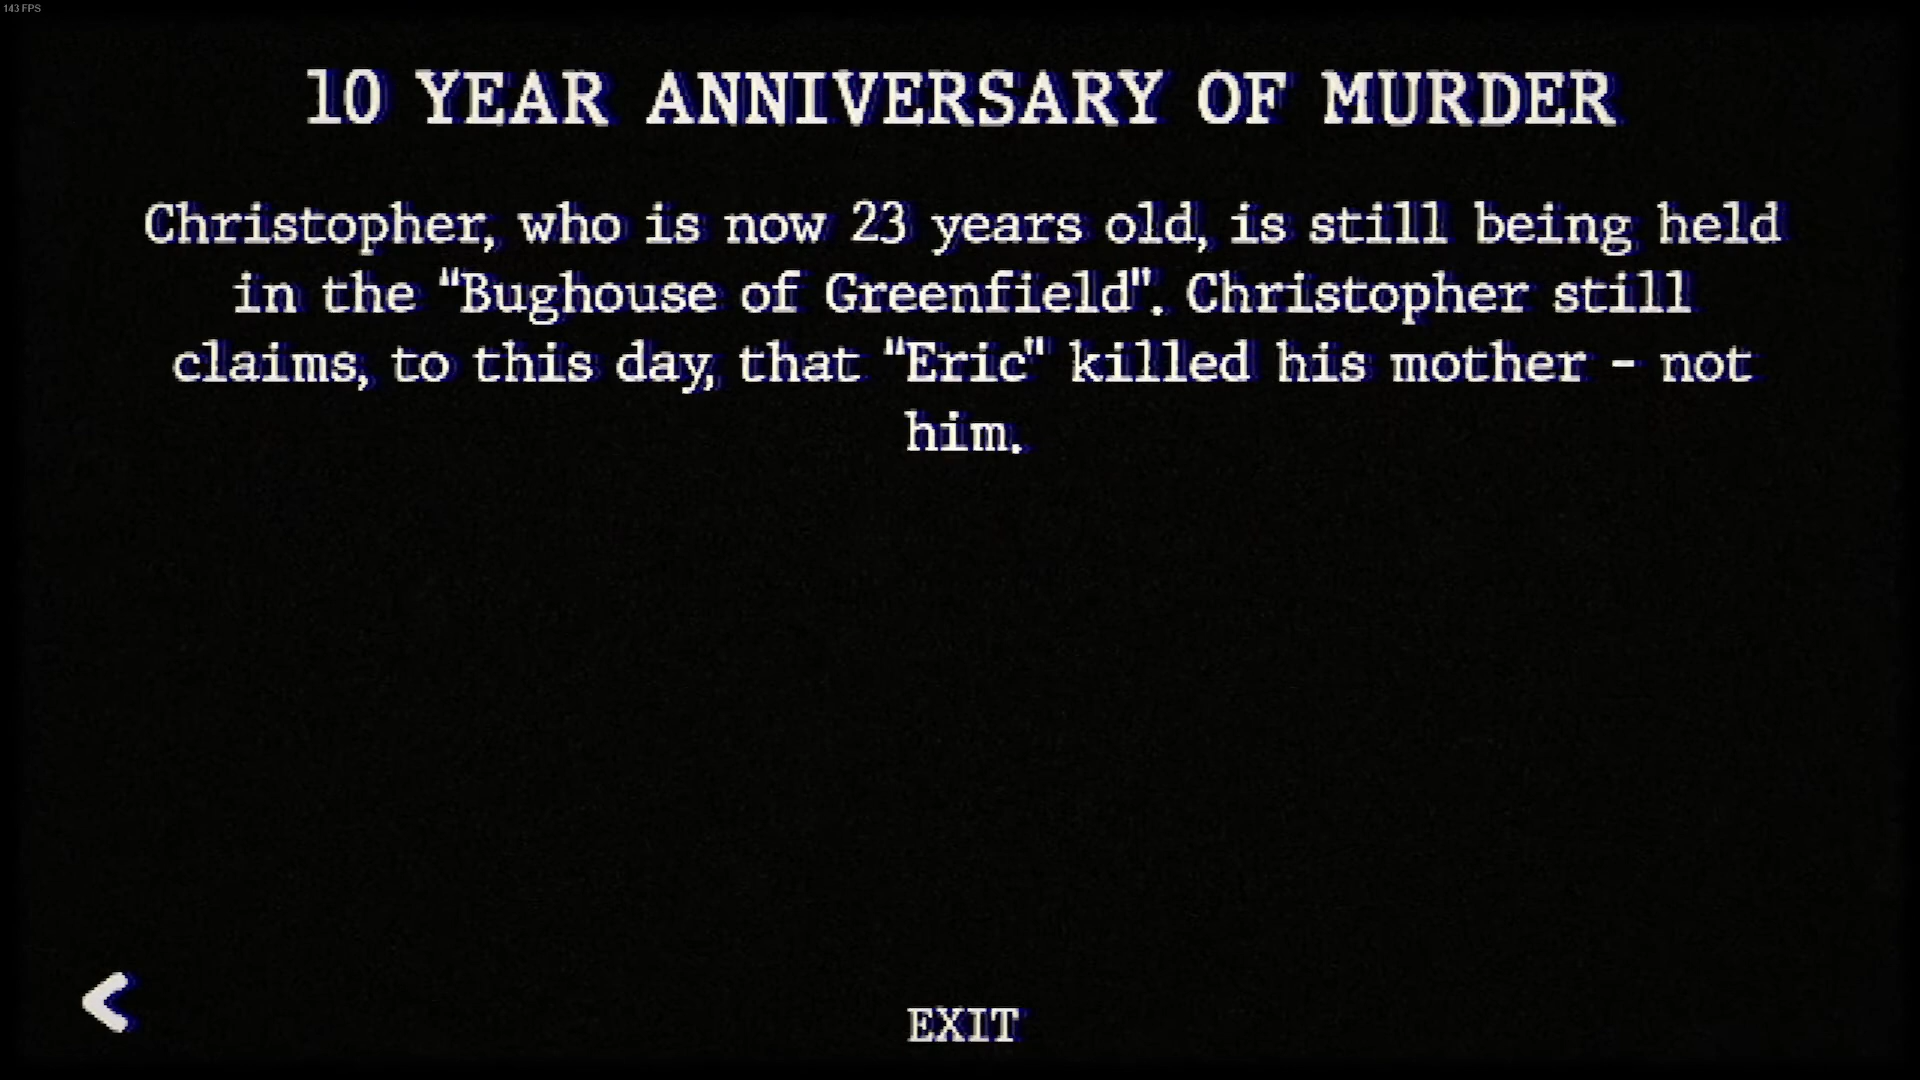 143 FPS
10 YEAR ANNIVERSARY OF MURDER
Christopher, who is now 23 years old, is still being held
in the “Bughouse of Greenfield". Christopher still
claims, to this day, that “Eric" killed his mother - not
him.
<
EXIT